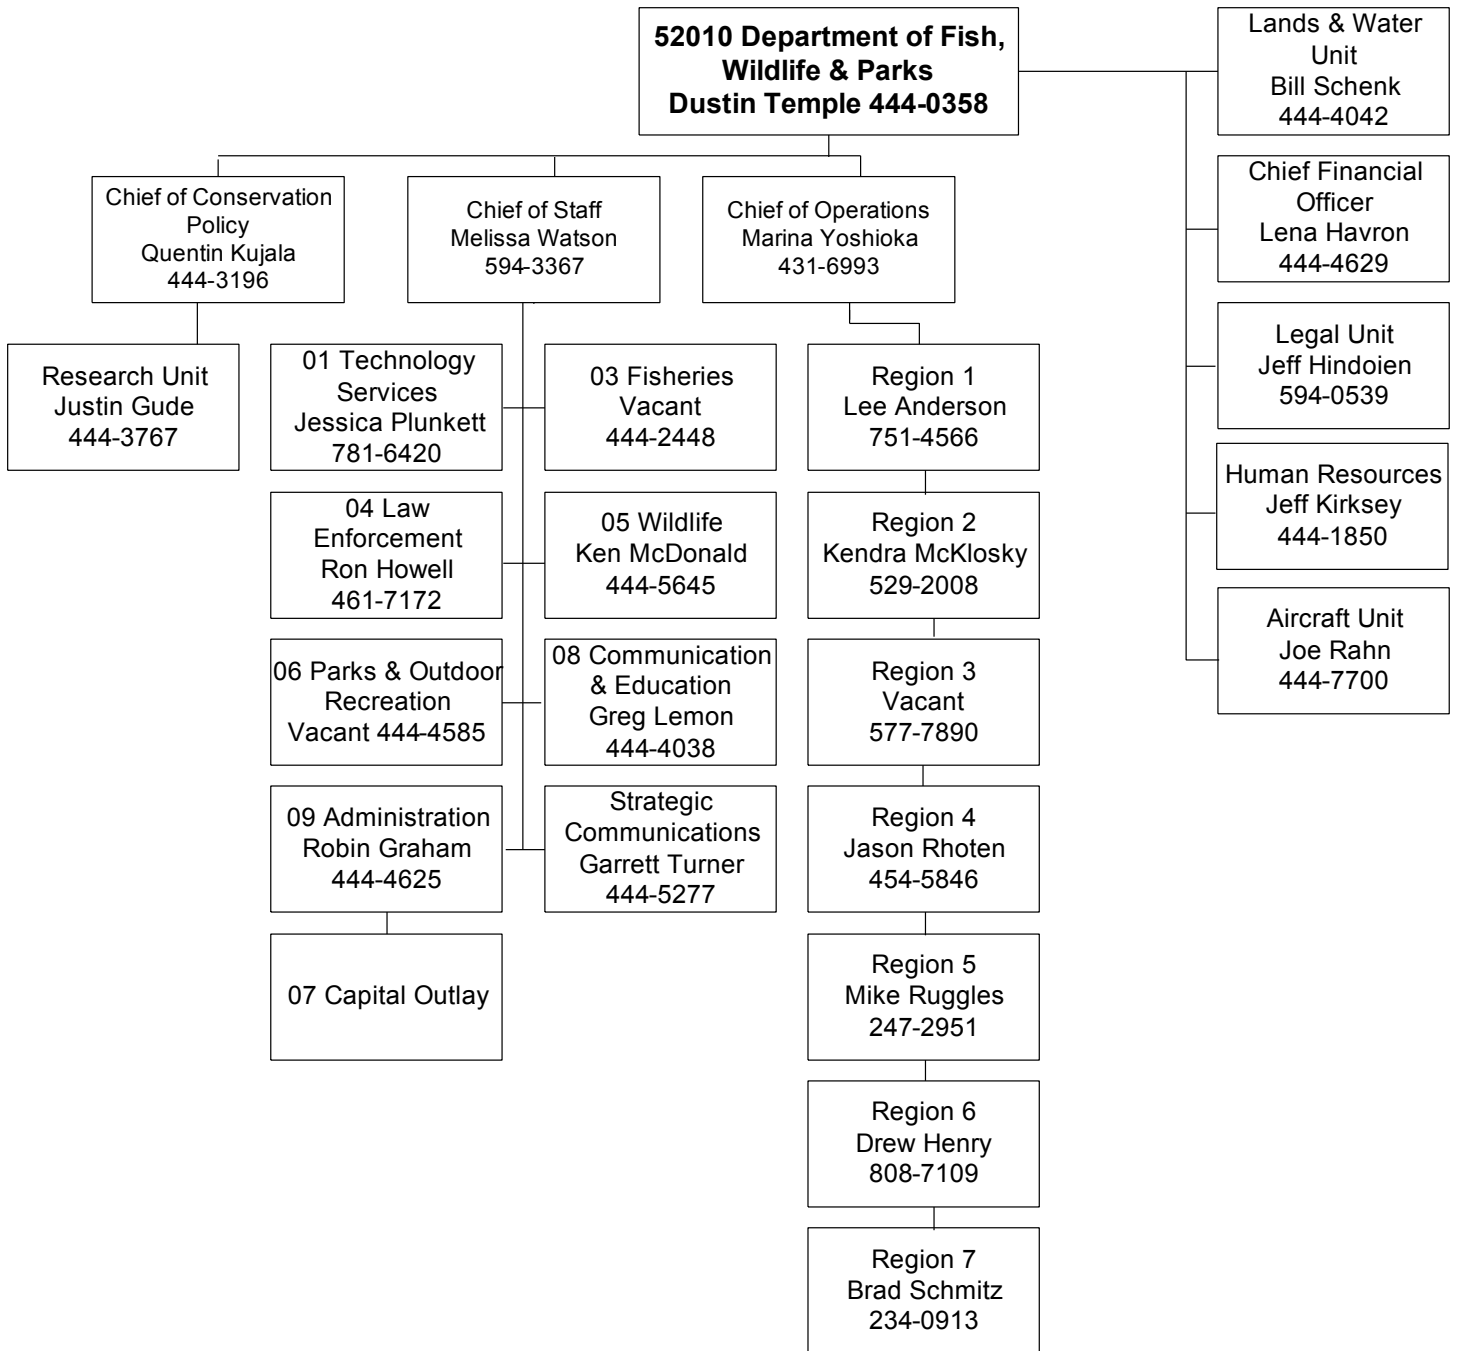 52010 Department of Fish,
Wildlife & Parks
Dustin Temple 444-0358
Lands & Water
Unit
Bill Schenk
444-4042
Chief Financial
Officer
Lena Havron
444-4629
Legal Unit
Jeff Hindoien
594-0539
Human Resources
Jeff Kirksey
444-1850
Aircraft Unit
Joe Rahn
444-7700
Chief of Conservation
Policy
Quentin Kujala
444-3196
Chief of Staff
Melissa Watson
594-3367
Chief of Operations
Marina Yoshioka
431-6993
Research Unit
Justin Gude
444-3767
01 Technology
Services
Jessica Plunkett
781-6420
03 Fisheries
Vacant
444-2448
04 Law
Enforcement
Ron Howell
461-7172
05 Wildlife
Ken McDonald
444-5645
06 Parks & Outdoor
Recreation
Vacant 444-4585
08 Communication
& Education
Greg Lemon
444-4038
09 Administration
Robin Graham
444-4625
Strategic
Communications
Garrett Turner
444-5277
07 Capital Outlay
Region 1
Lee Anderson
751-4566
Region 2
Kendra McKlosky
529-2008
Region 3
Vacant
577-7890
Region 4
Jason Rhoten
454-5846
Region 5
Mike Ruggles
247-2951
Region 6
Drew Henry
808-7109
Region 7
Brad Schmitz
234-0913